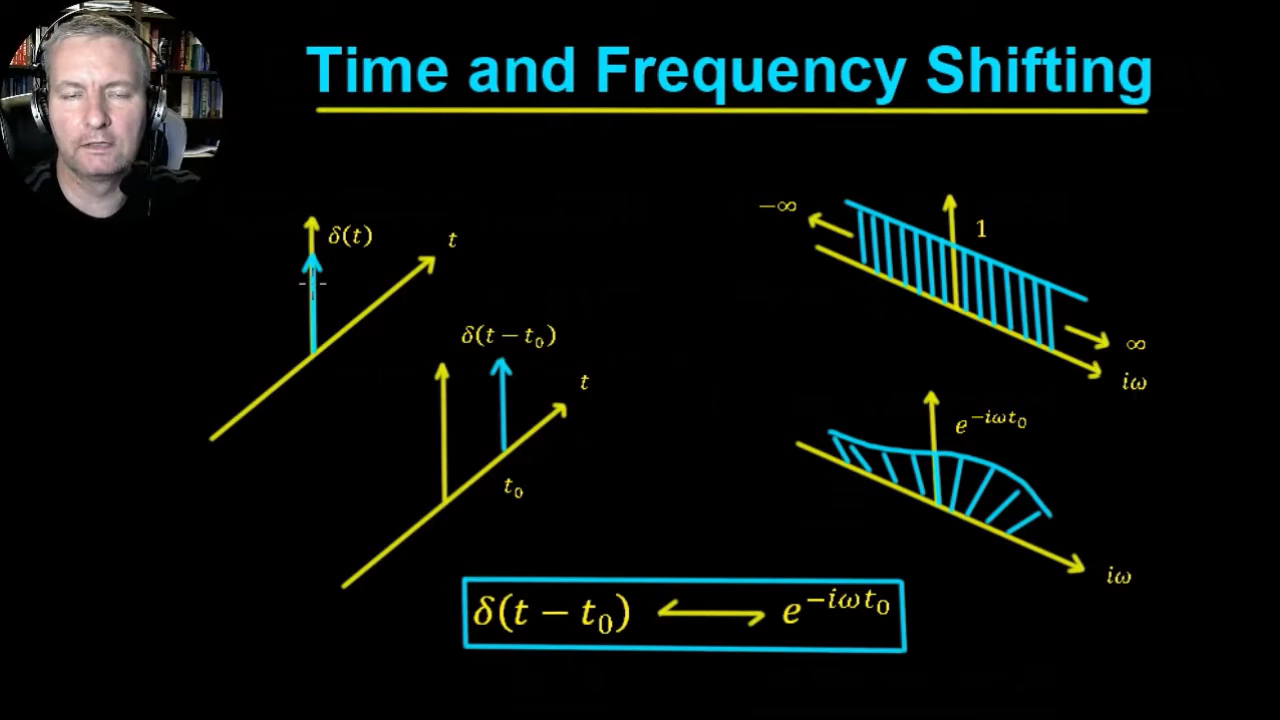 Time and Frequency Shifting
δ(t)
t
−∞
1
∞
iω
δ(t − t₀)
t
t₀
e^{−iωt₀}
iω
δ(t − t₀) ⟷ e^{−iωt₀}